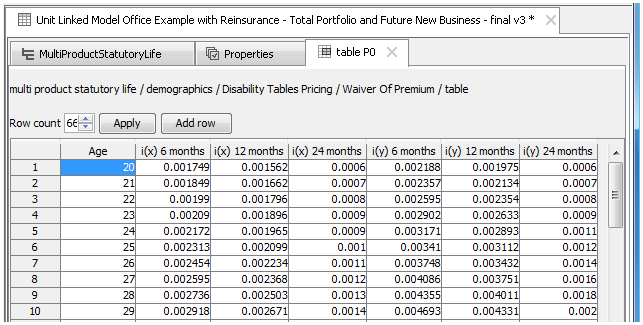 Unit Linked Model Office Example with Reinsurance - Total Portfolio and Future New Business - final v3 *
MultiProductStatutoryLife Properties table P0
multi product statutory life / demographics / Disability Tables Pricing / Waiver Of Premium / table
Row count 66 Apply Add row
Age i(x) 6 months i(x) 12 months i(x) 24 months i(y) 6 months i(y) 12 months i(y) 24 months
1 20 0.001749 0.001562 0.0006 0.002188 0.001975 0.0006
2 21 0.001849 0.001662 0.0007 0.002357 0.002134 0.0007
3 22 0.00199 0.001796 0.0008 0.002595 0.002354 0.0008
4 23 0.00209 0.001896 0.0009 0.002902 0.002633 0.0009
5 24 0.002172 0.001965 0.0009 0.003171 0.002893 0.0011
6 25 0.002313 0.002099 0.001 0.00341 0.003112 0.0012
7 26 0.002454 0.002234 0.0011 0.003748 0.003432 0.0014
8 27 0.002595 0.002368 0.0012 0.004086 0.003751 0.0016
9 28 0.002736 0.002503 0.0013 0.004355 0.004011 0.0018
10 29 0.002918 0.002671 0.0014 0.004693 0.004331 0.002